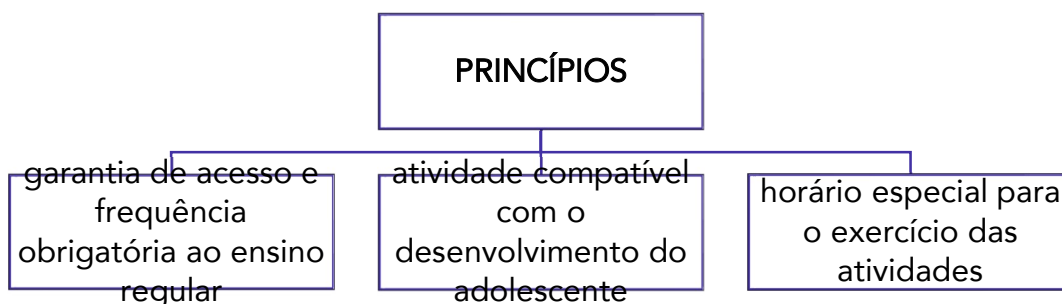 PRINCÍPIOS
garantia de acesso e
frequência
obrigatória ao ensino
regular
atividade compatível
com o
desenvolvimento do
adolescente
horário especial para
o exercício das
atividades